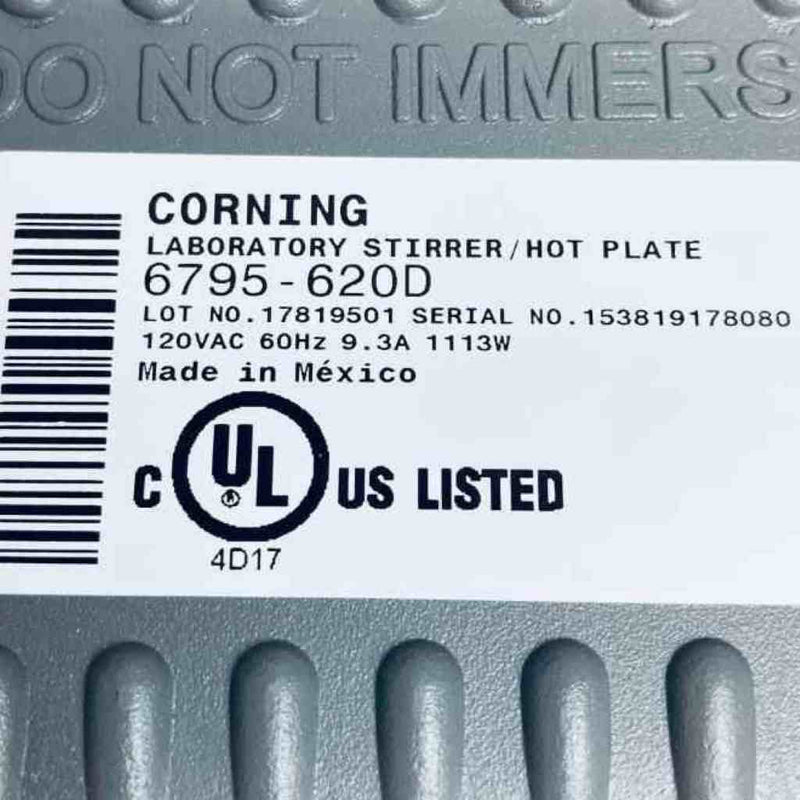 DO NOT IMMERS
CORNING
LABORATORY STIRRER/HOT PLATE
6795-620D
LOT NO.17819501 SERIAL NO.153819178080
120VAC 60Hz 9.3A 1113W
Made in México
C UL US LISTED
4D17